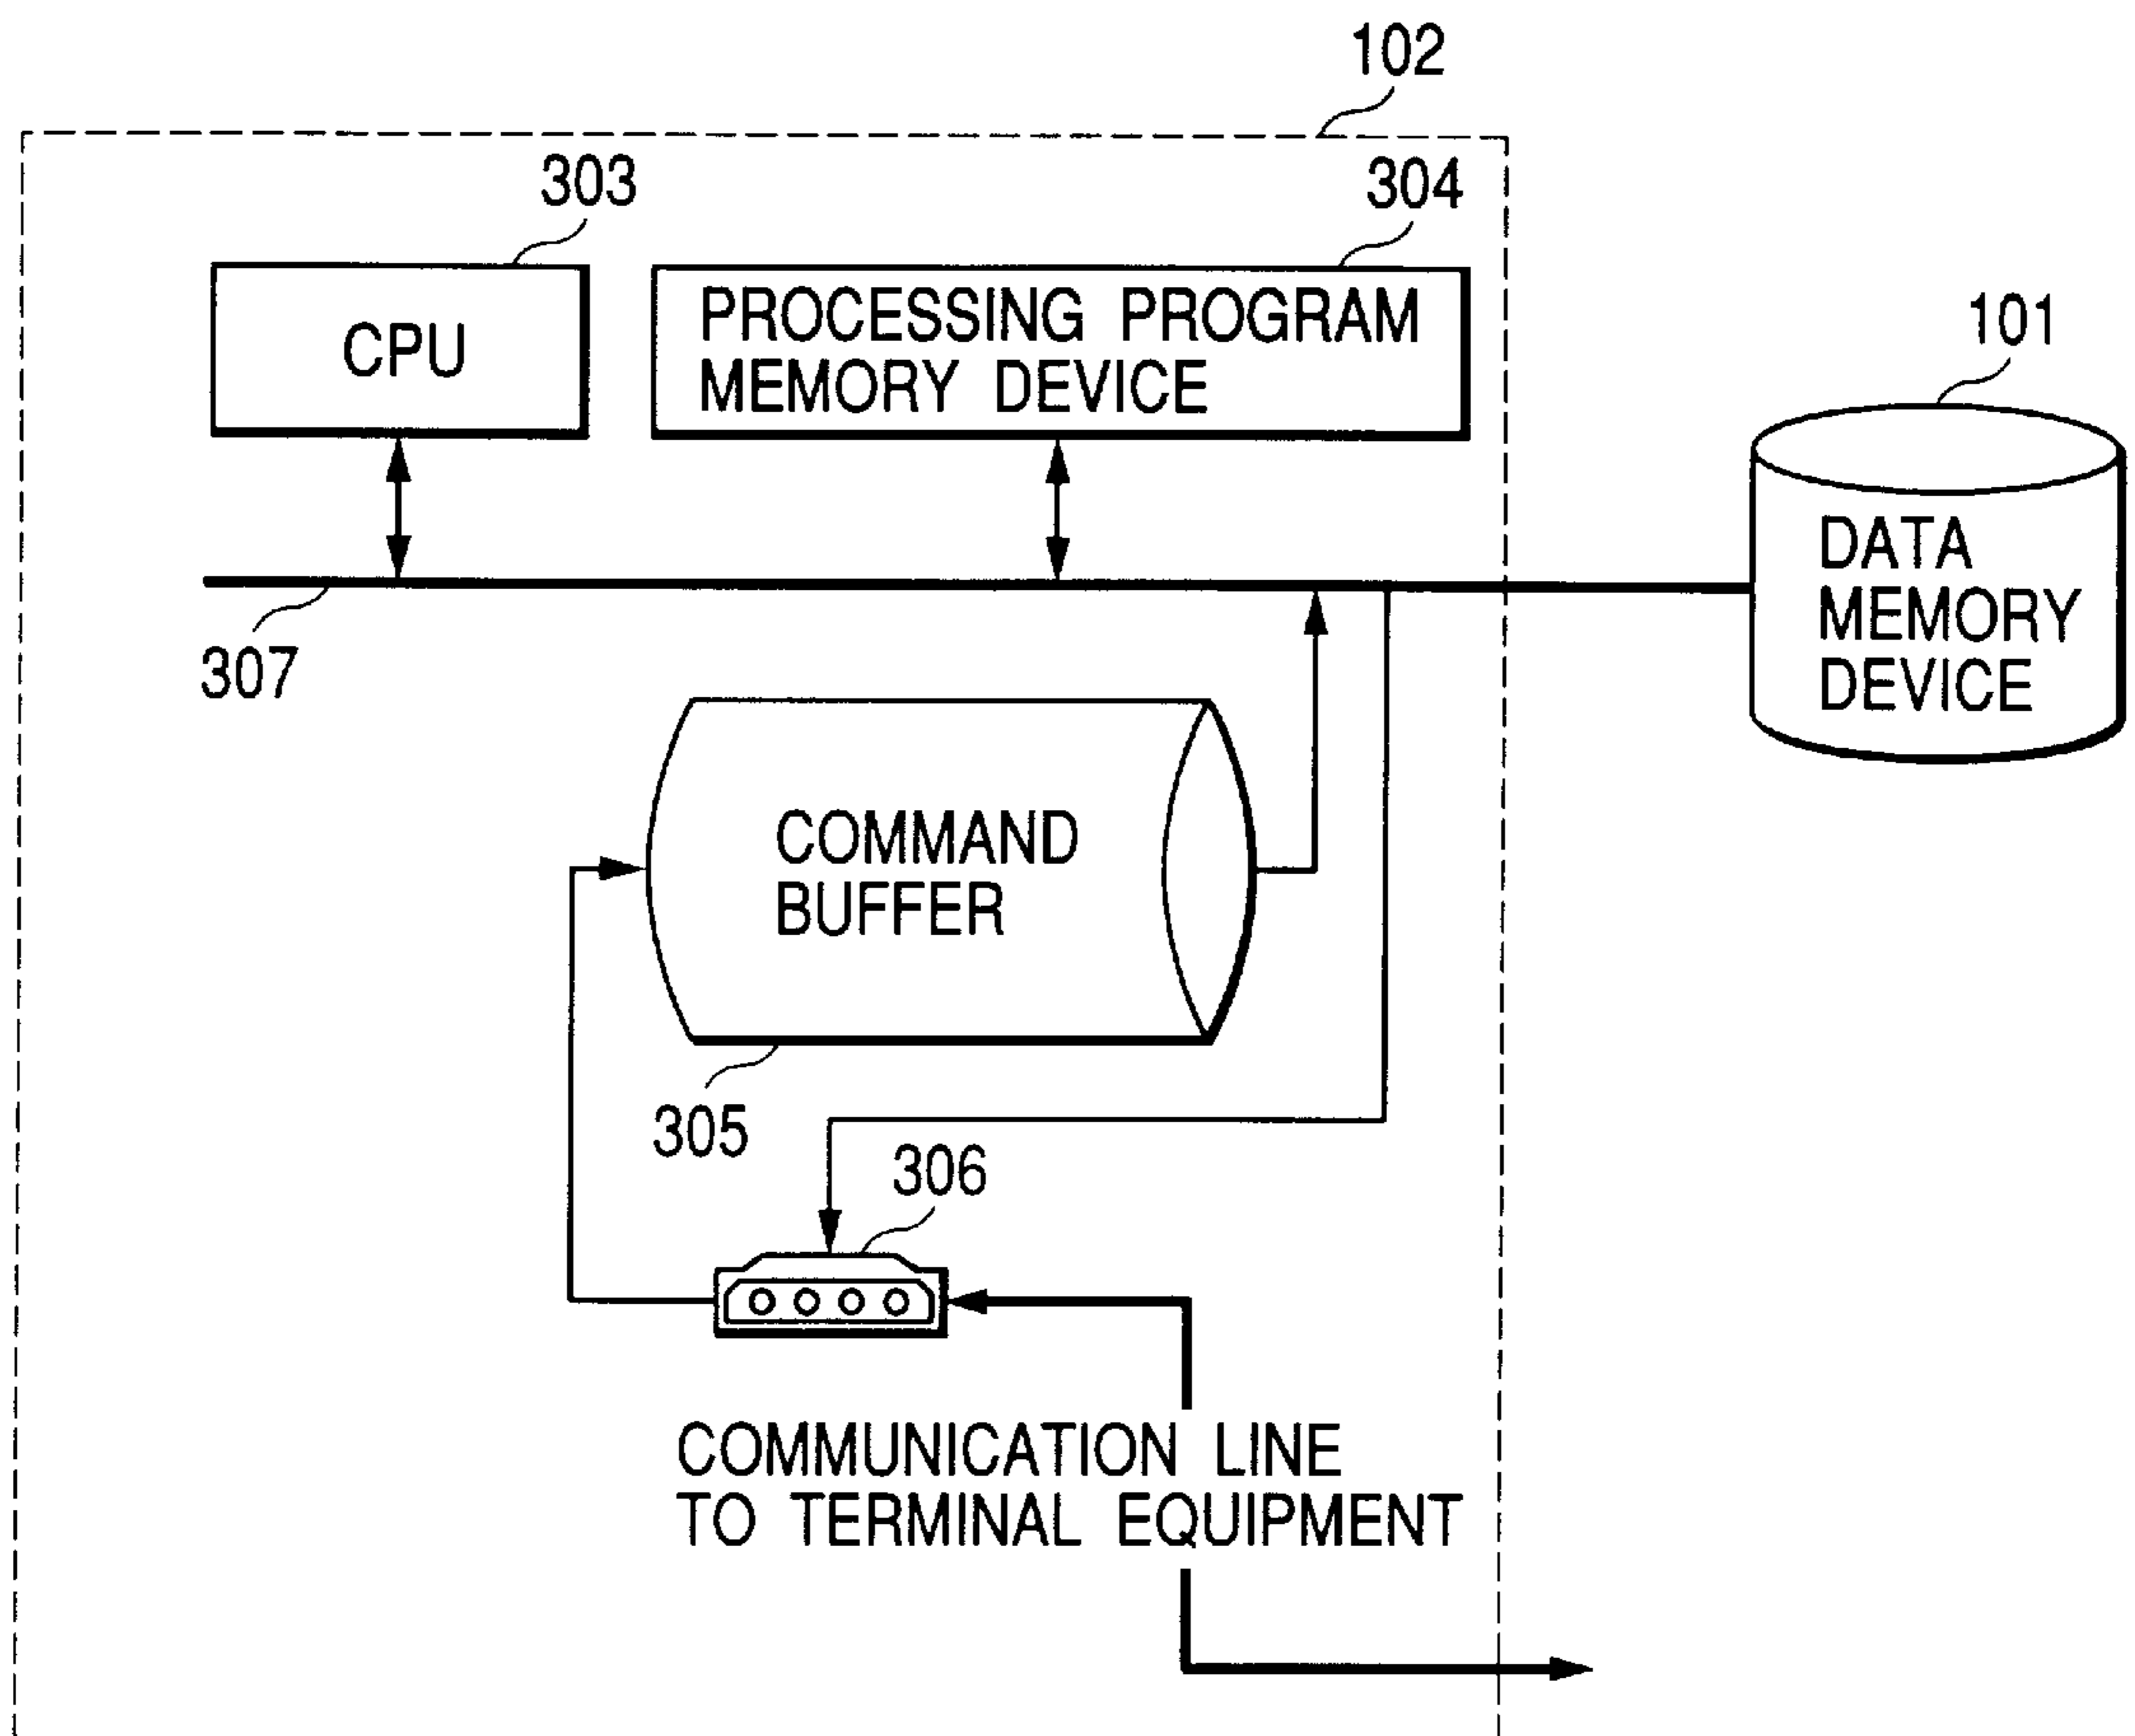 102
303
304
CPU
PROCESSING PROGRAM
MEMORY DEVICE
101
DATA
MEMORY
DEVICE
307
COMMAND
BUFFER
305
306
COMMUNICATION LINE
TO TERMINAL EQUIPMENT